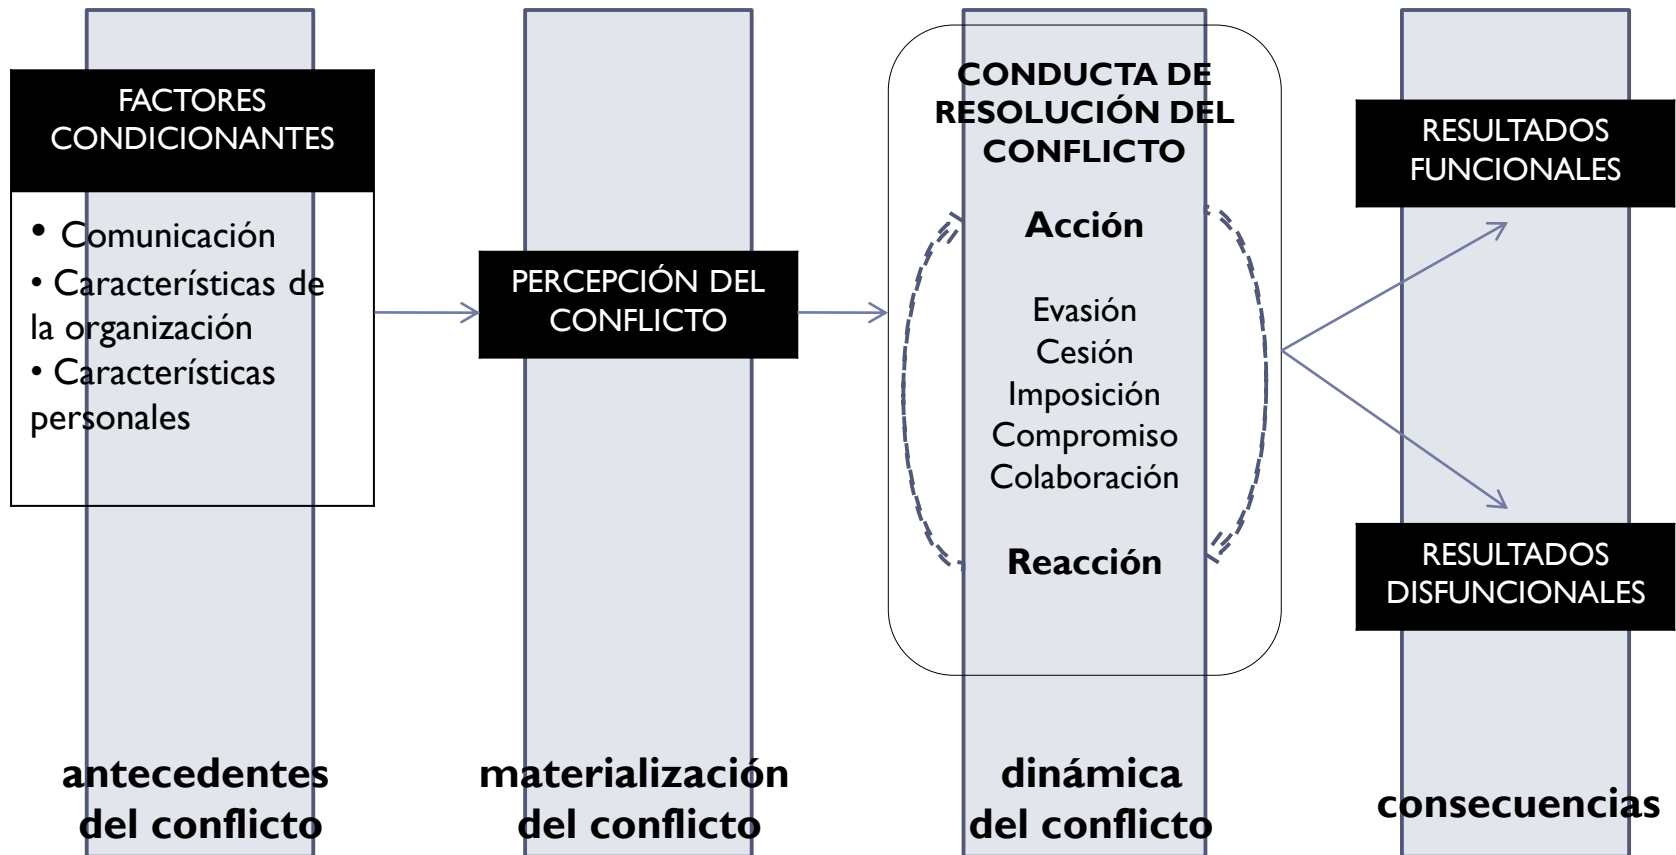 FACTORES
CONDICIONANTES
• Comunicación
• Características de
la organización
• Características
personales
antecedentes
del conflicto
PERCEPCIÓN DEL
CONFLICTO
materialización
del conflicto
CONDUCTA DE
RESOLUCIÓN DEL
CONFLICTO
Acción
Evasión
Cesión
Imposición
Compromiso
Colaboración
Reacción
dinámica
del conflicto
RESULTADOS
FUNCIONALES
RESULTADOS
DISFUNCIONALES
consecuencias